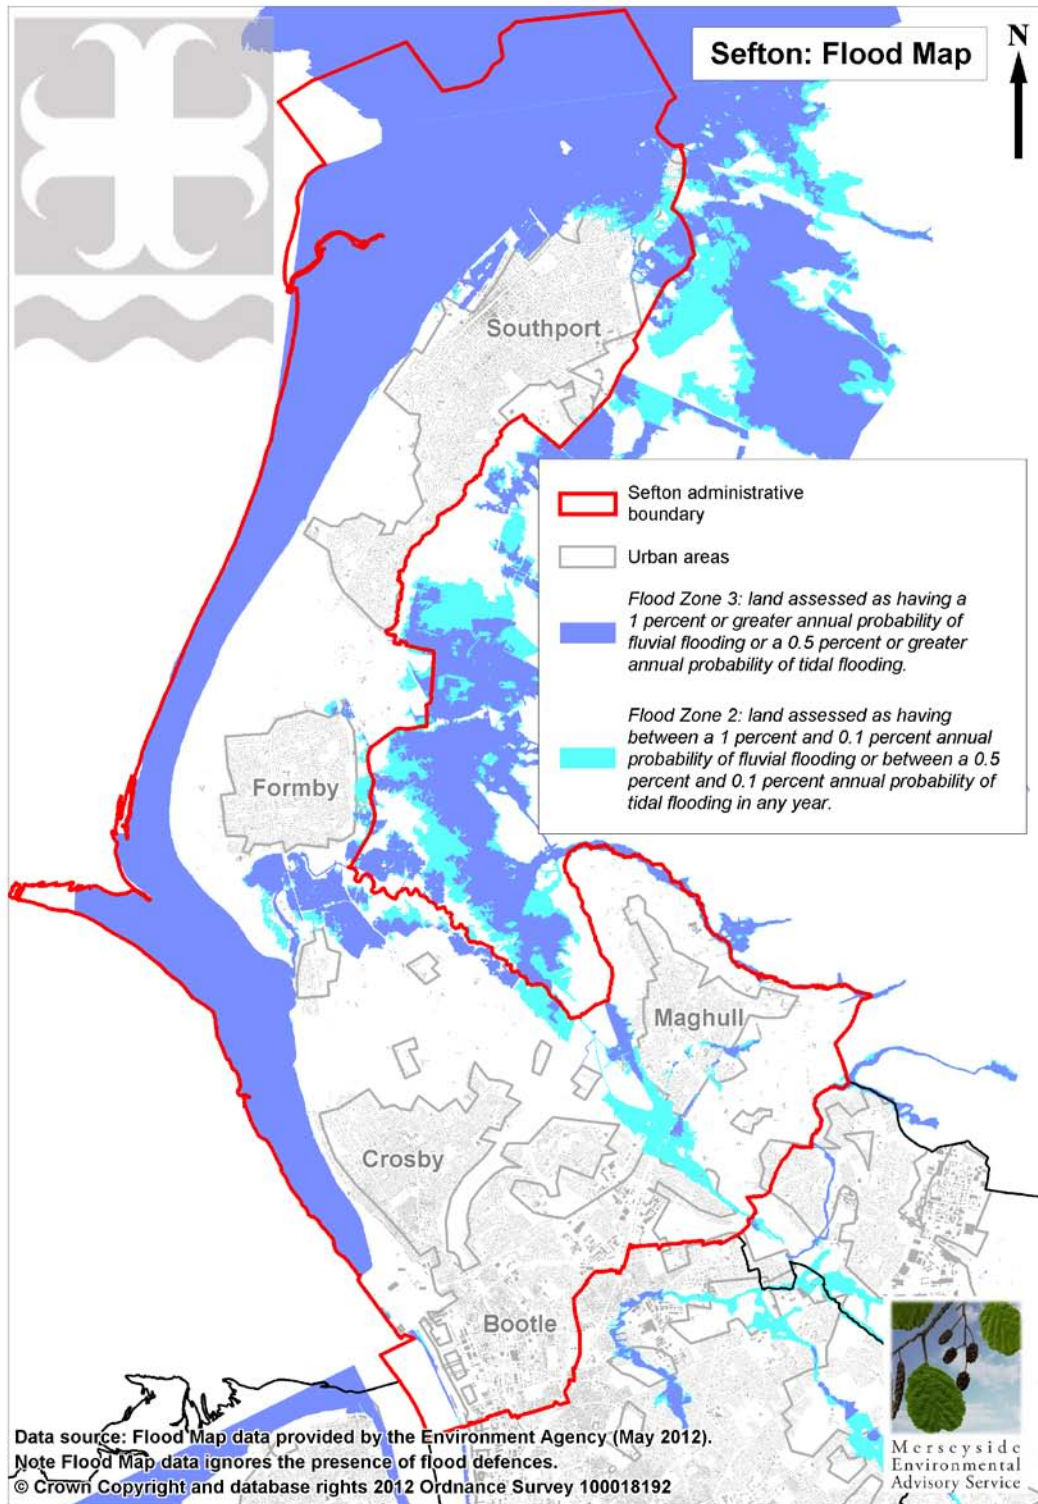 Sefton: Flood Map
N
Southport
Sefton administrative
boundary
Urban areas
Flood Zone 3: land assessed as having a
1 percent or greater annual probability of
fluvial flooding or a 0.5 percent or greater
annual probability of tidal flooding.
Flood Zone 2: land assessed as having
between a 1 percent and 0.1 percent annual
probability of fluvial flooding or between a 0.5
percent and 0.1 percent annual probability of
tidal flooding in any year.
Formby
Maghull
Crosby
Bootle
Data source: Flood Map data provided by the Environment Agency (May 2012).
Note Flood Map data ignores the presence of flood defences.
© Crown Copyright and database rights 2012 Ordnance Survey 100018192
Merseyside
Environmental
Advisory Service